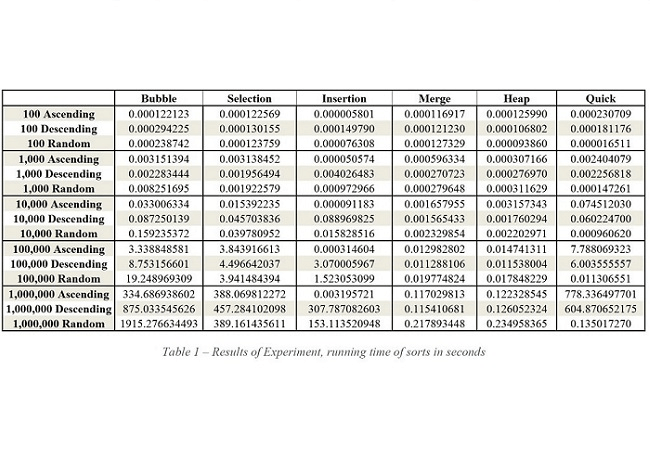 Bubble Selection Insertion Merge Heap Quick
100 Ascending 0.000122123 0.000122569 0.000005801 0.000116917 0.000125990 0.000230709
100 Descending 0.000294225 0.000130155 0.000149790 0.000121230 0.000106802 0.000181176
100 Random 0.000238742 0.000123759 0.000076308 0.000127329 0.000093860 0.000016511
1,000 Ascending 0.003151394 0.003138452 0.000050574 0.000596334 0.000307166 0.002404079
1,000 Descending 0.002283444 0.001956494 0.004026483 0.000270723 0.000276970 0.002256818
1,000 Random 0.008251695 0.001922579 0.000972966 0.000279648 0.000311629 0.000147261
10,000 Ascending 0.033006334 0.015392235 0.000091183 0.001657955 0.003157343 0.074512030
10,000 Descending 0.087250139 0.045703836 0.088969825 0.001565433 0.001760294 0.060224700
10,000 Random 0.159235372 0.039780952 0.015828516 0.002329854 0.002202971 0.000960620
100,000 Ascending 3.338848581 3.843916613 0.000314604 0.012982802 0.014741311 7.788069323
100,000 Descending 8.753156601 4.496642037 3.070005967 0.011288106 0.011538004 6.003555557
100,000 Random 19.248969309 3.941484394 1.523053099 0.019774824 0.017848229 0.011306551
1,000,000 Ascending 334.686938602 388.069812272 0.003195721 0.117029813 0.122328545 778.336497701
1,000,000 Descending 875.033545626 457.284102098 307.787082603 0.115410681 0.126052324 604.870652175
1,000,000 Random 1915.276634493 389.161435611 153.113520948 0.217893448 0.234958365 0.135017270
Table 1 – Results of Experiment, running time of sorts in seconds